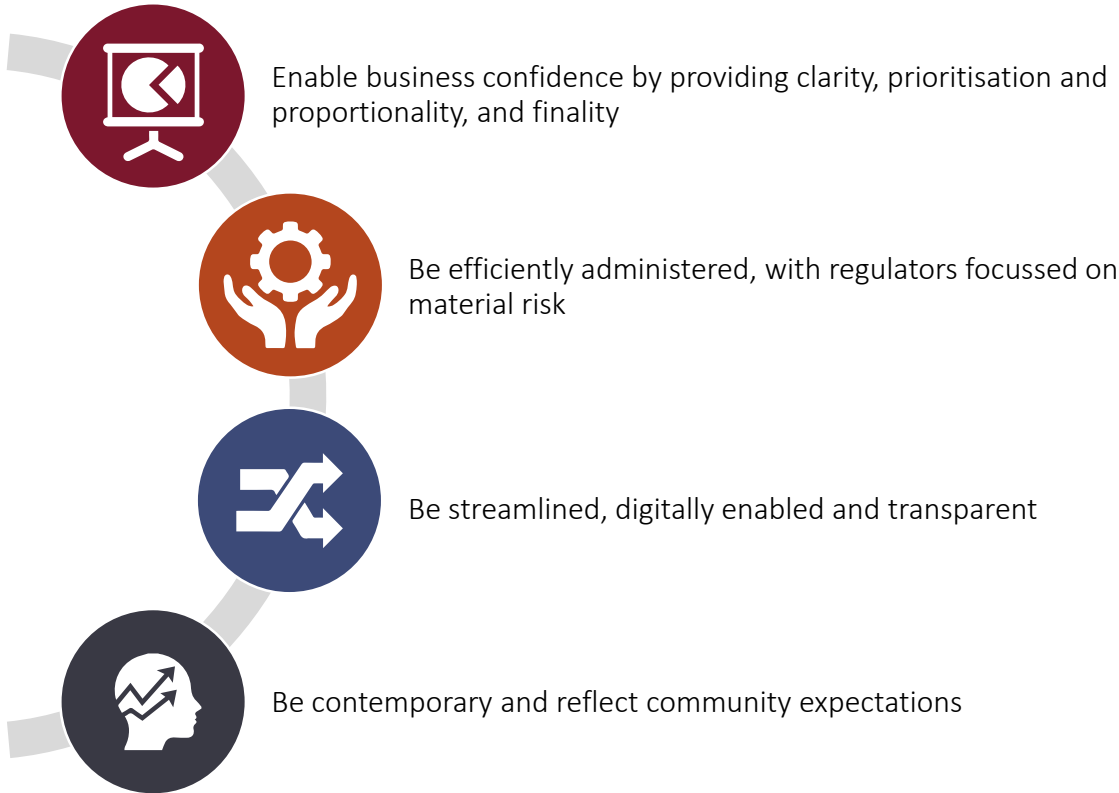 Enable business confidence by providing clarity, prioritisation and
proportionality, and finality
Be efficiently administered, with regulators focussed on
material risk
Be streamlined, digitally enabled and transparent
Be contemporary and reflect community expectations